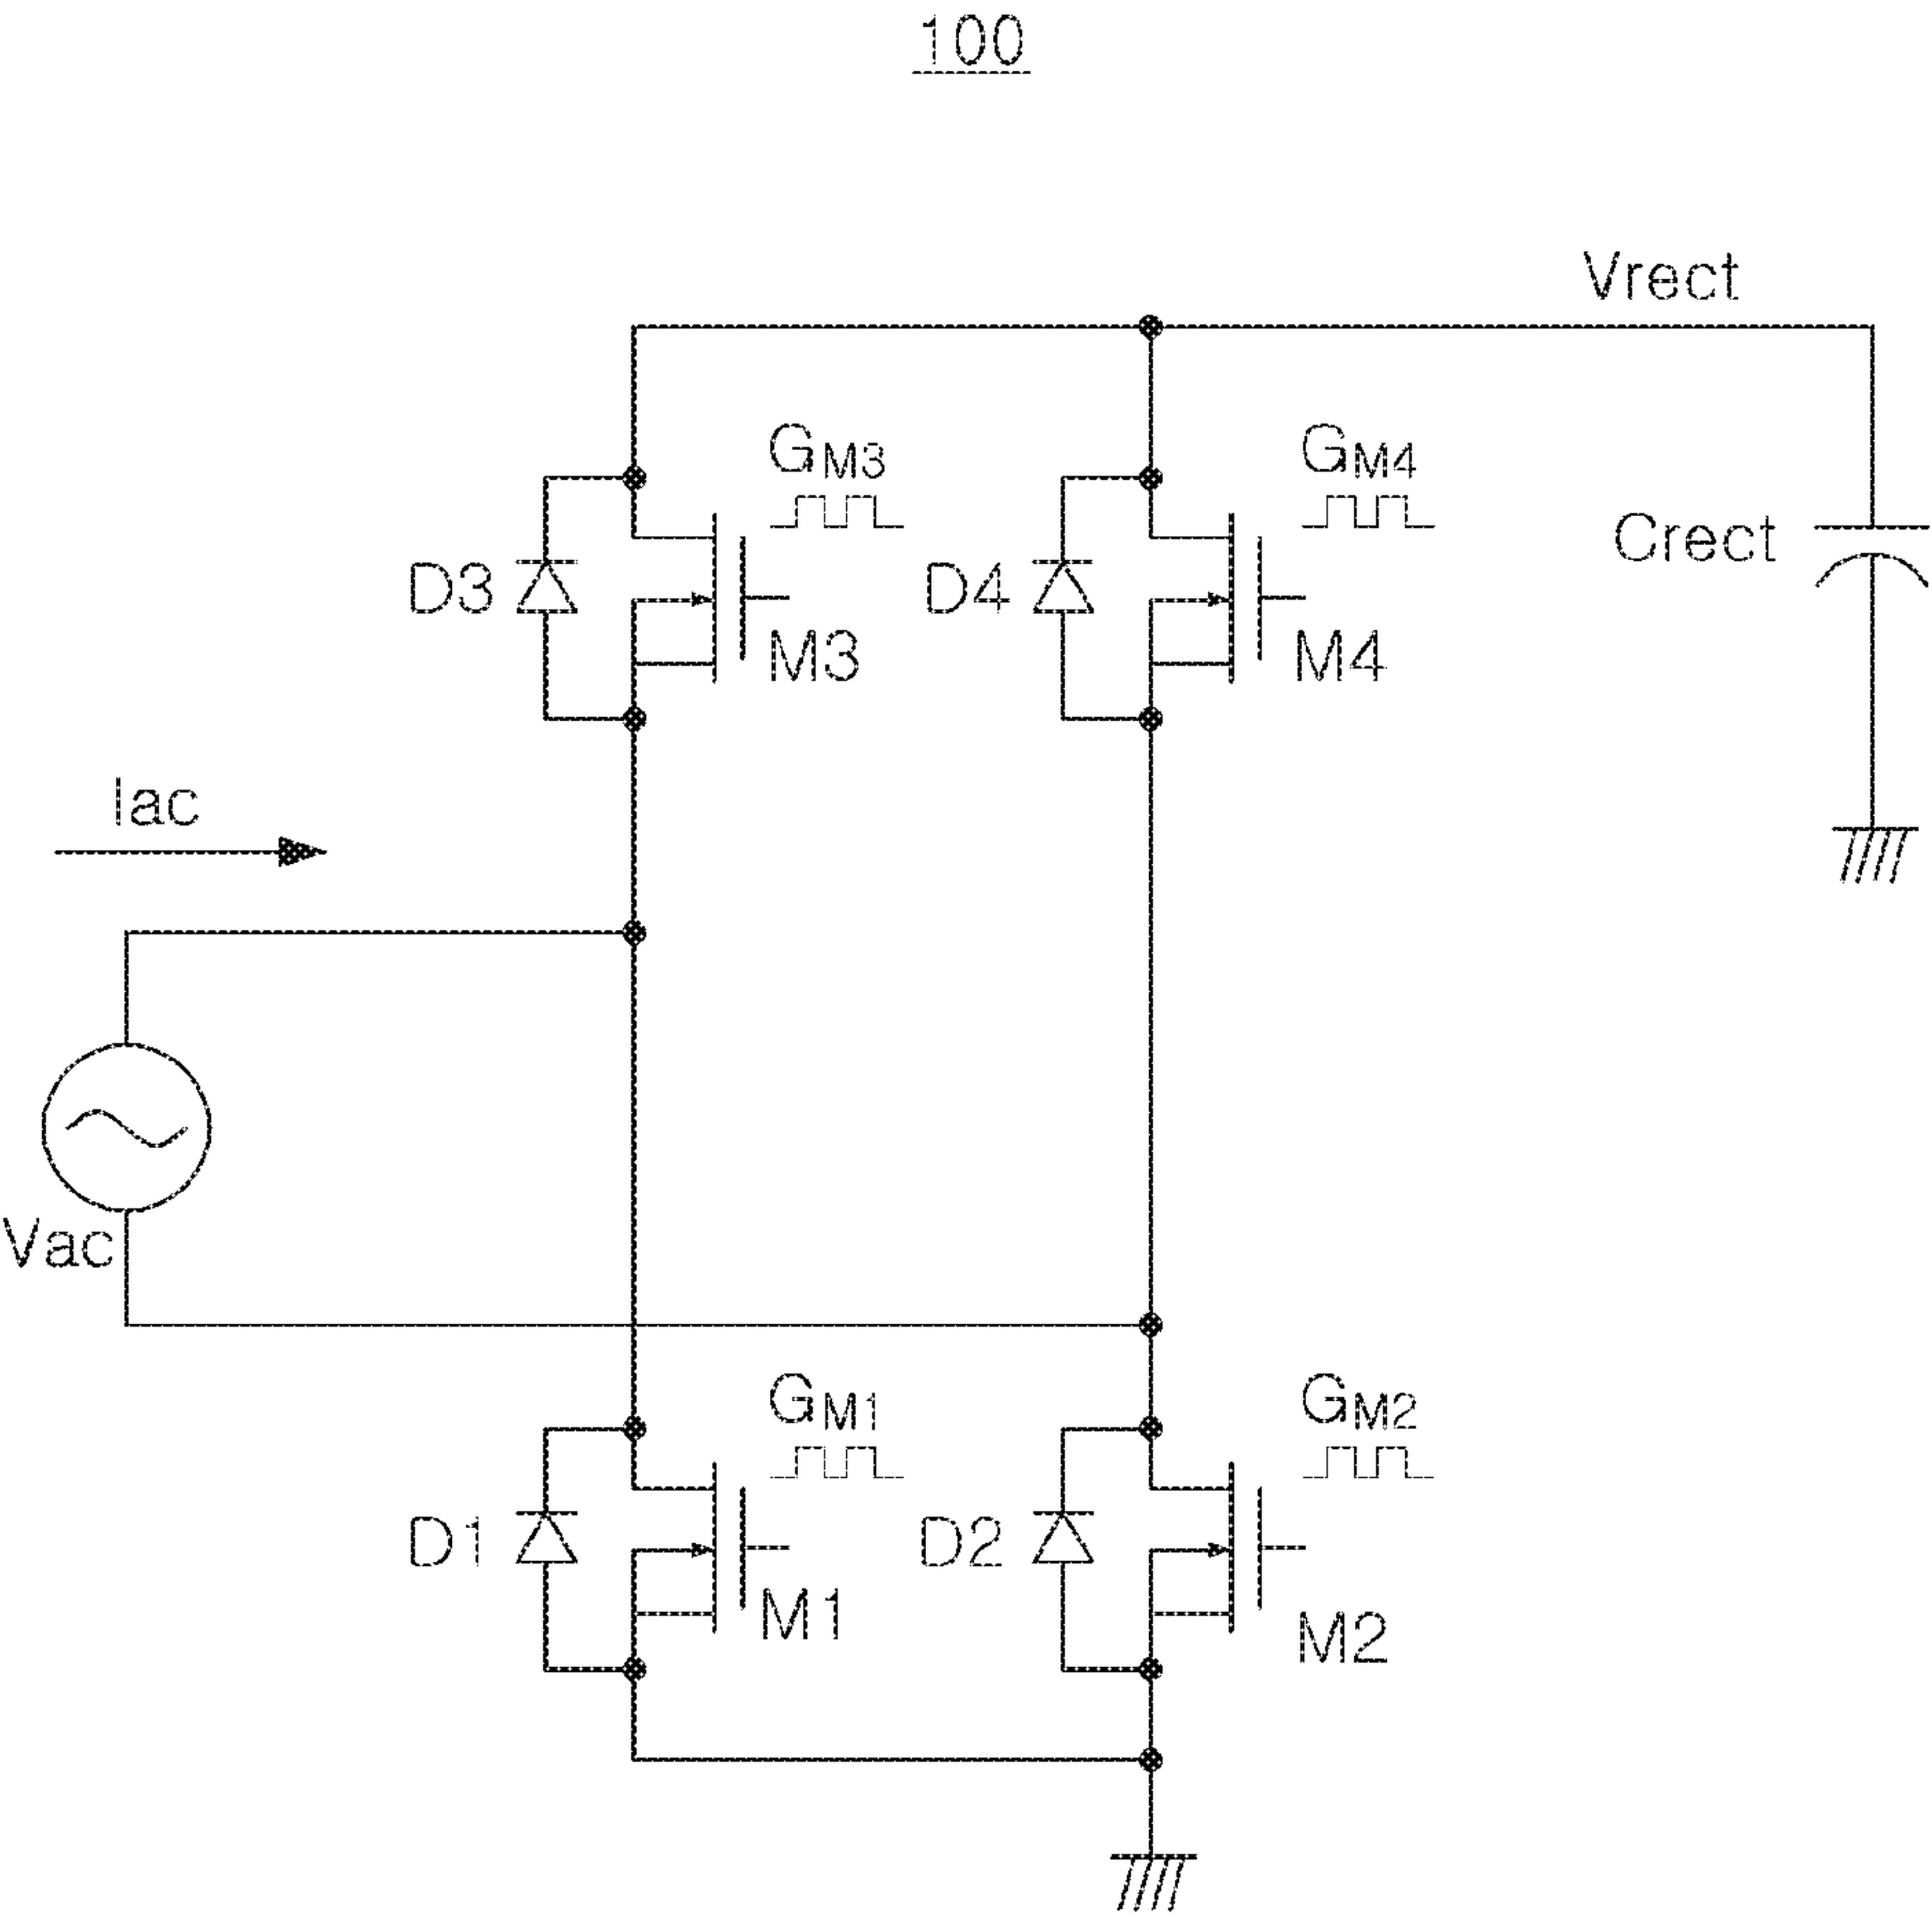 100
Vrect
GM3
GM4
Crect
D3
D4
M3
M4
Iac
Vac
GM1
GM2
D1
D2
M1
M2